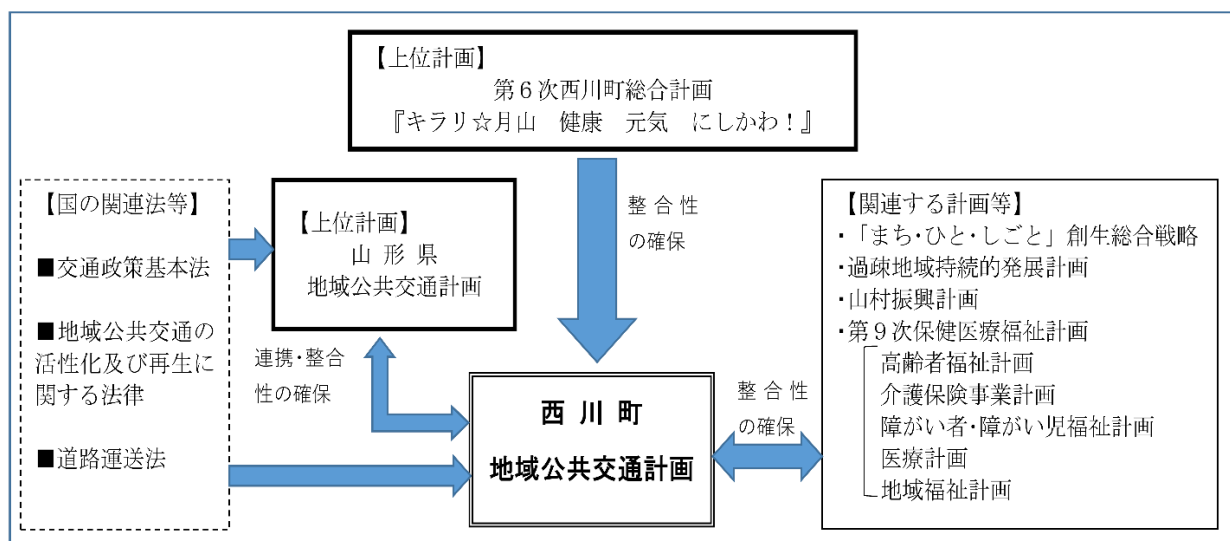 【上位計画】
第６次西川町総合計画
『キラリ☆月山　健康　元気　にしかわ！』
【国の関連法等】
■交通政策基本法
■地域公共交通の
活性化及び再生に
関する法律
■道路運送法
【上位計画】
山 形 県
地域公共交通計画
整 合 性
の確保
連携・整合
性の確保
西 川 町
地域公共交通計画
整 合 性
の確保
【関連する計画等】
・「まち・ひと・しごと」創生総合戦略
・過疎地域持続的発展計画
・山村振興計画
・第９次保健医療福祉計画
高齢者福祉計画
介護保険事業計画
障がい者・障がい児福祉計画
医療計画
地域福祉計画